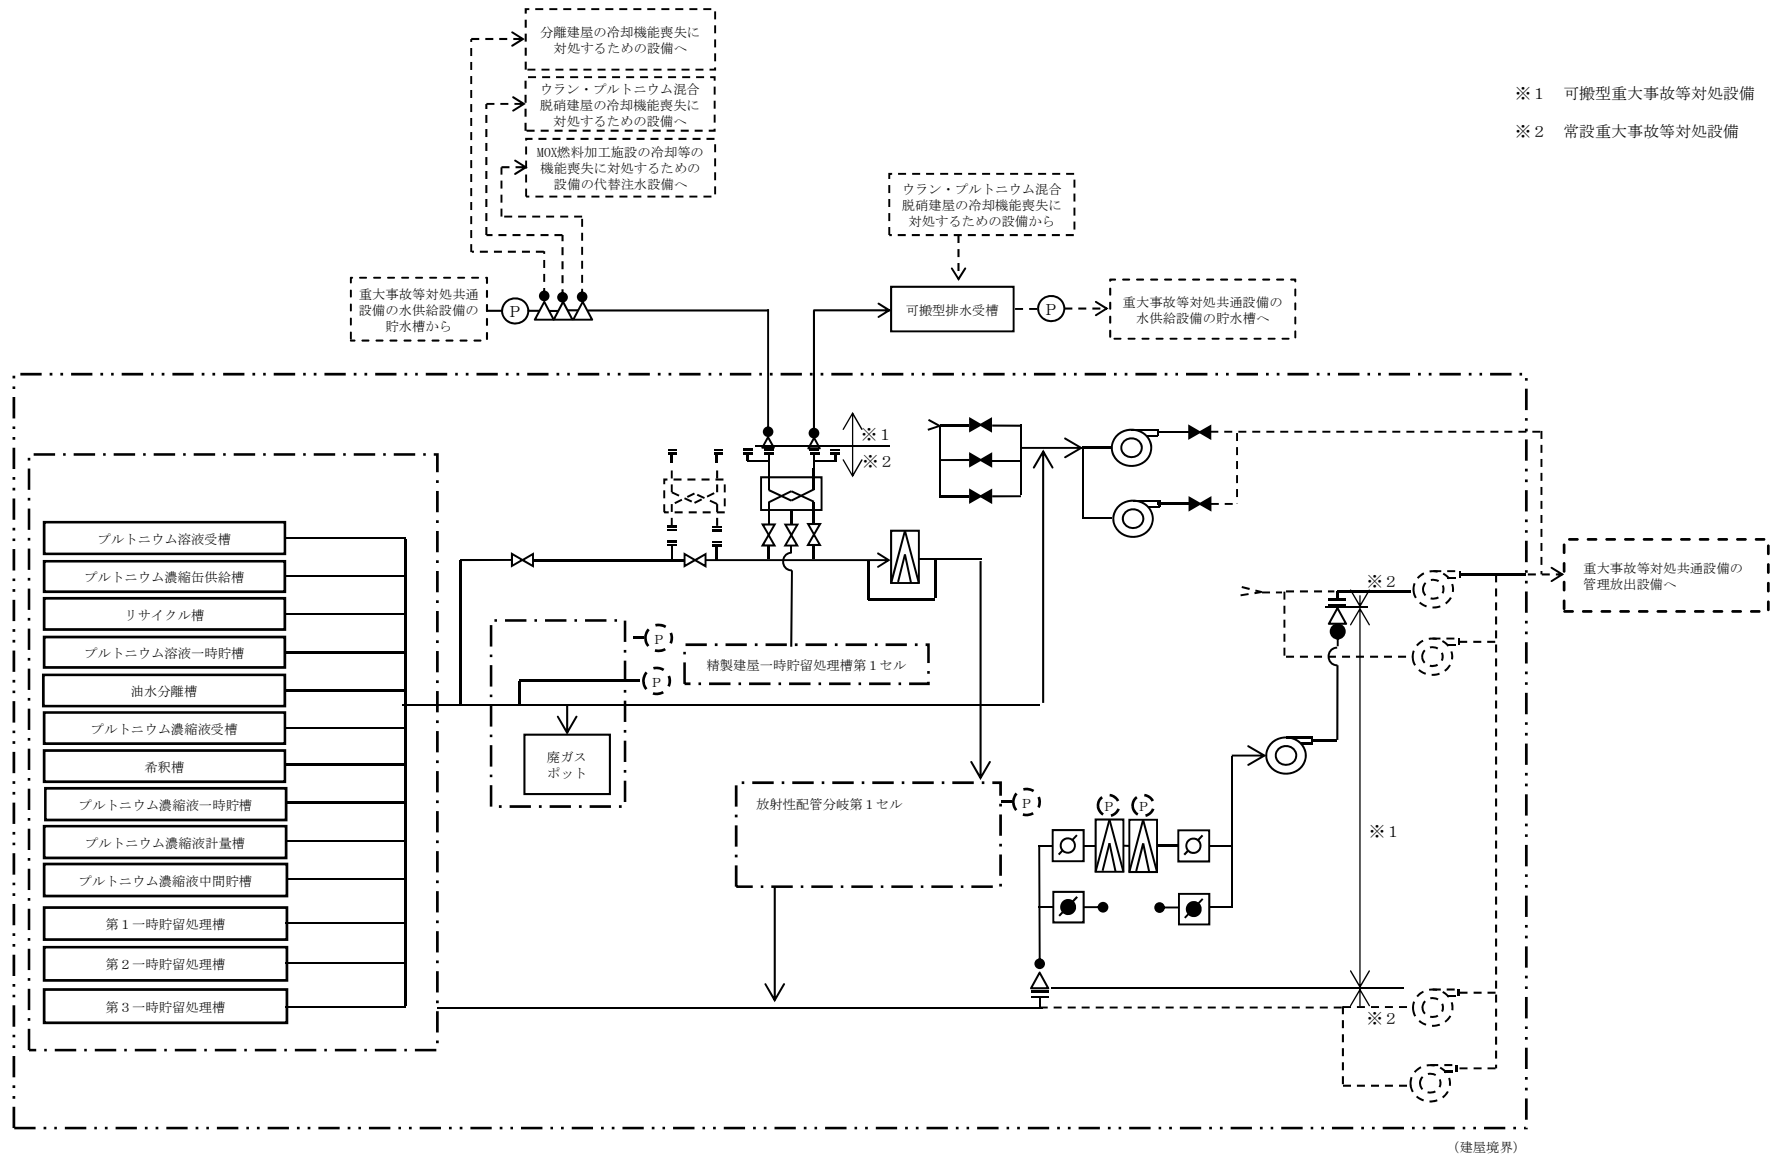 分離建屋の冷却機能喪失に
対処するための設備へ
ウラン・プルトニウム混合
脱硝建屋の冷却機能喪失に
対処するための設備へ
MOX燃料加工施設の冷却等の
機能喪失に対処するための
設備の代替注水設備へ
※１　可搬型重大事故等対処設備
※２　常設重大事故等対処設備
ウラン・プルトニウム混合
脱硝建屋の冷却機能喪失に
対処するための設備から
重大事故等対処共通
設備の水供給設備の
貯水槽から
P
可搬型排水受槽
P
重大事故等対処共通設備の
水供給設備の貯水槽へ
※１
※２
プルトニウム溶液受槽
プルトニウム濃縮缶供給槽
リサイクル槽
プルトニウム溶液一時貯槽
油水分離槽
プルトニウム濃縮液受槽
希釈槽
プルトニウム濃縮液一時貯槽
プルトニウム濃縮液計量槽
プルトニウム濃縮液中間貯槽
第１一時貯留処理槽
第２一時貯留処理槽
第３一時貯留処理槽
P
P
精製建屋一時貯留処理槽第１セル
廃ガス
ポット
放射性配管分岐第１セル
P
P
P
※２
重大事故等対処共通設備の
管理放出設備へ
※１
※２
（建屋境界）